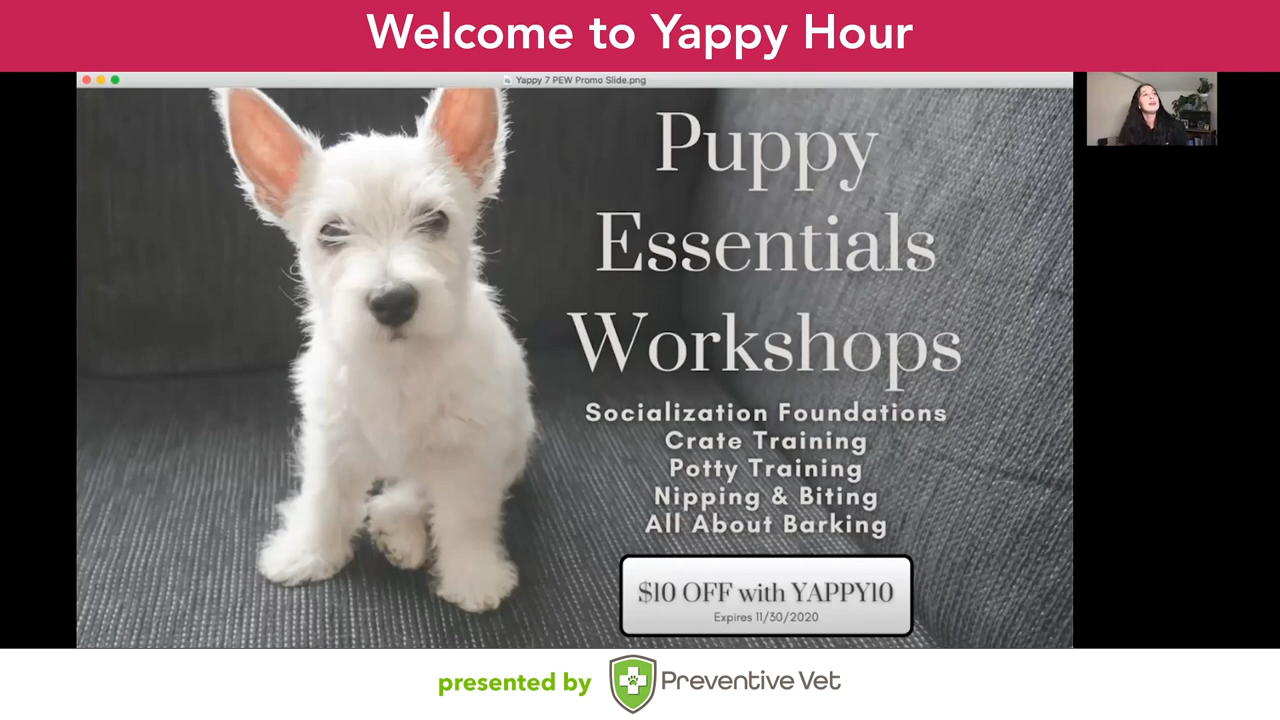 Welcome to Yappy Hour
Yappy 7 PEW Promo Slide.png
Puppy
Essentials
Workshops
Socialization Foundations
Crate Training
Potty Training
Nipping & Biting
All About Barking
$10 OFF with YAPPY10
Expires 11/30/2020
presented by Preventive Vet